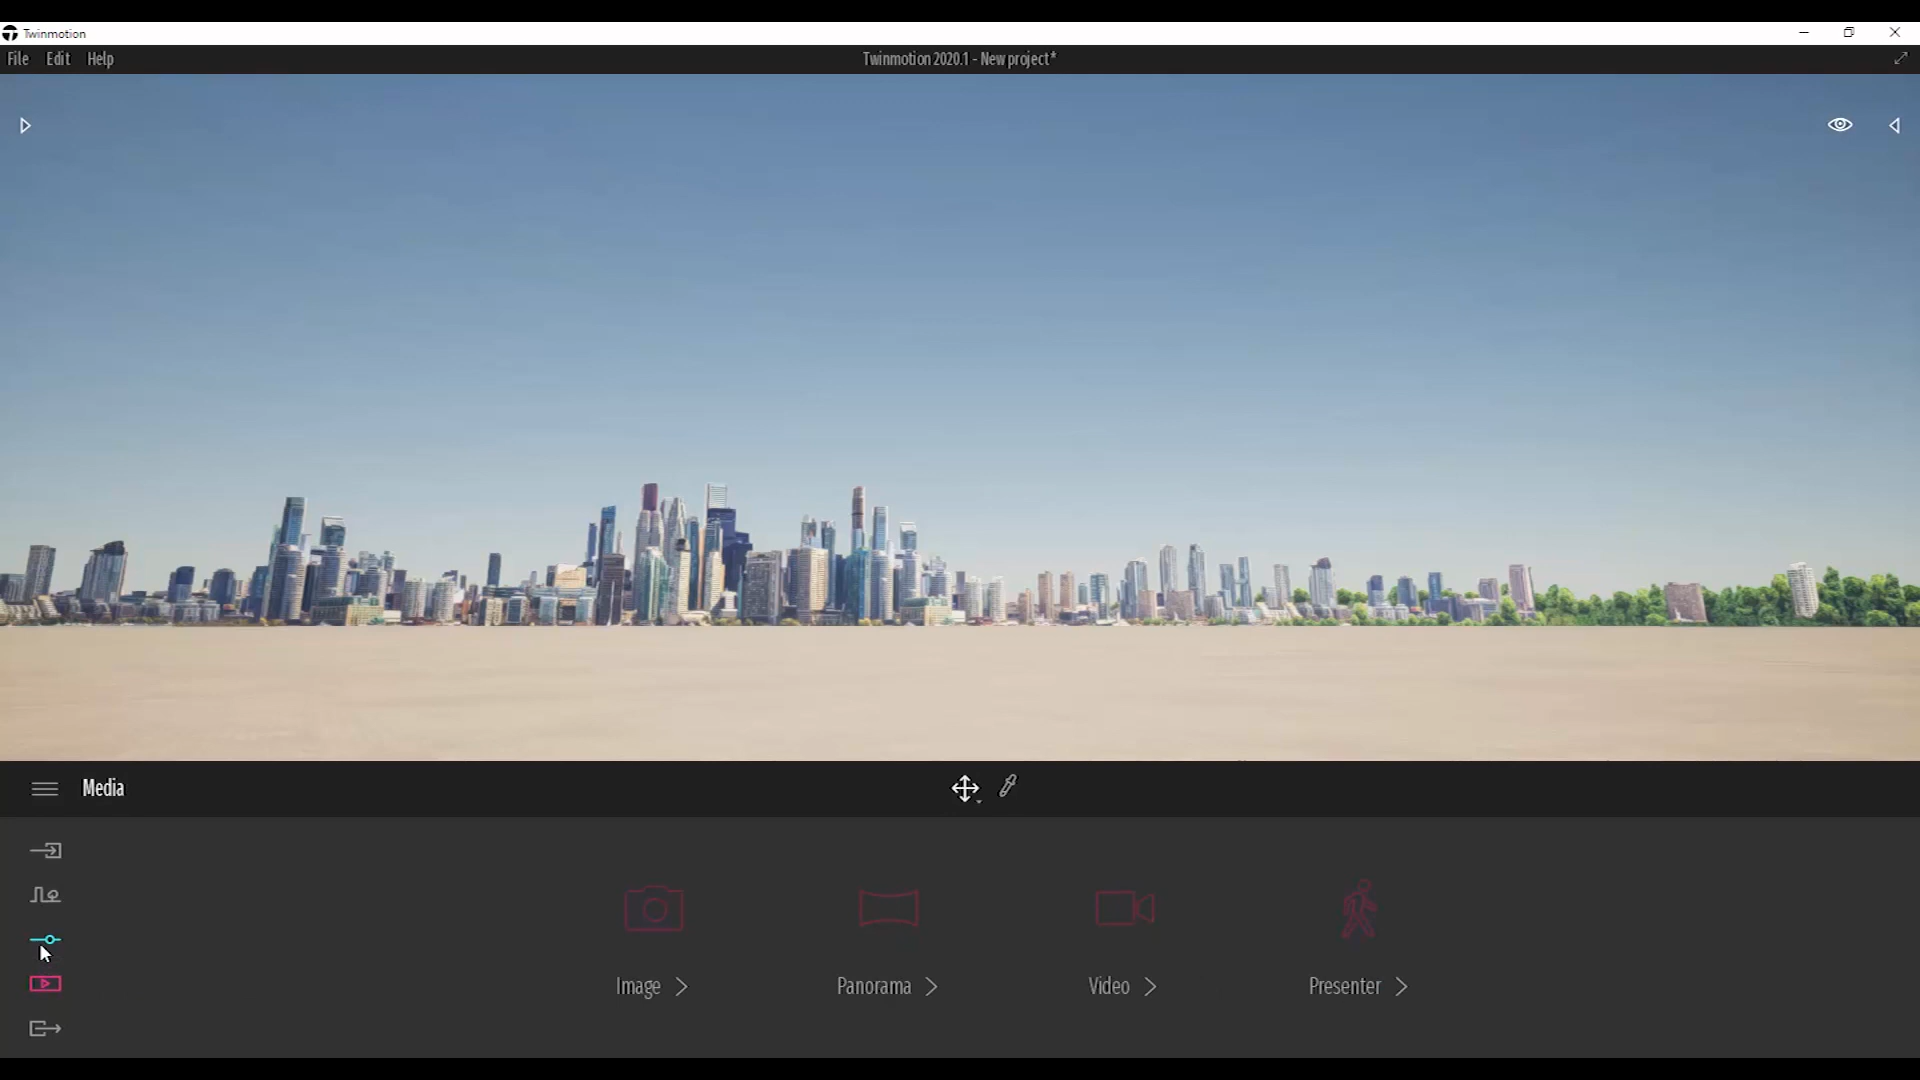 Twinmotion
File Edit Help
Twinmotion 2020.1 - New project*
Media
Image
Panorama
Video
Presenter